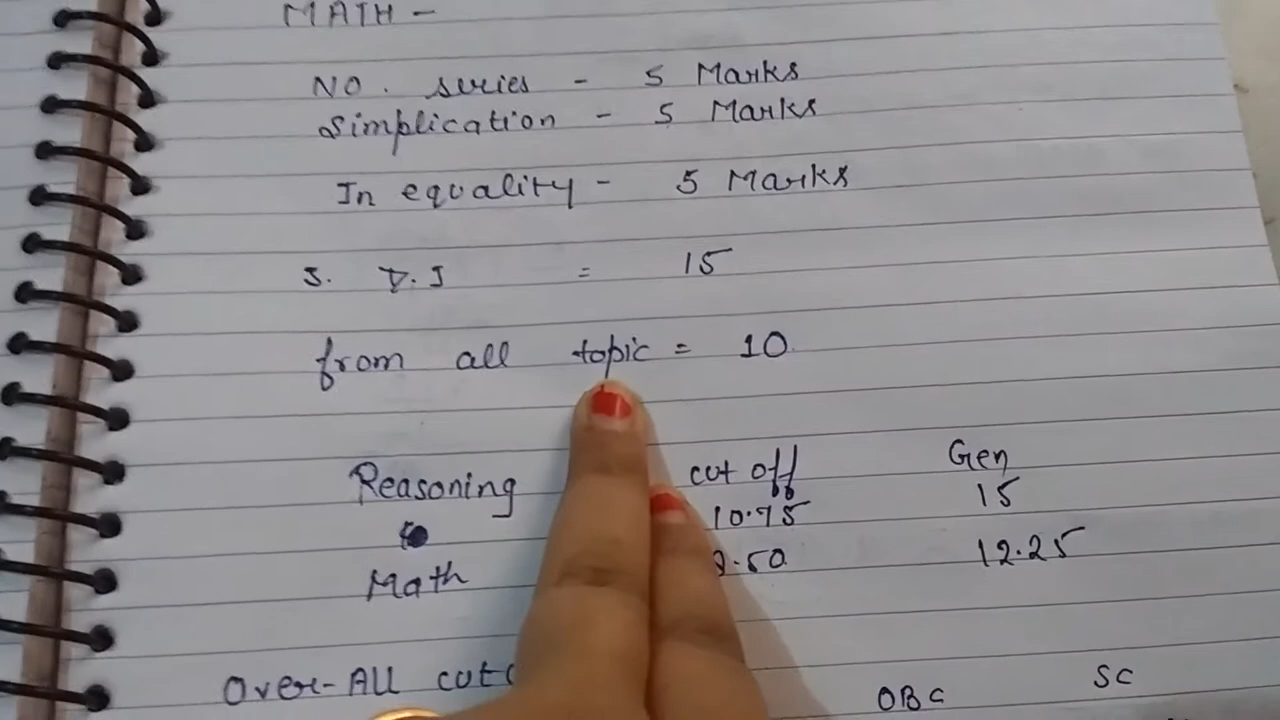 MATH -
NO. series - 5 Marks
Simplication - 5 Marks
In equality - 5 Marks
S. D.I = 15
from all topic = 10
Reasoning cut off Gen
10.75 15
Math .50 12.25
Over-All
OBC SC